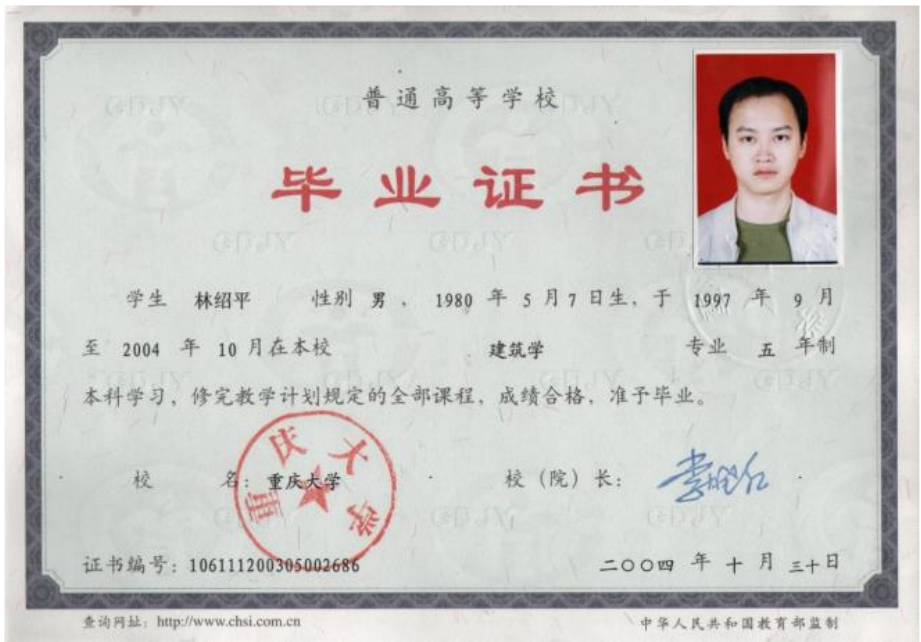 普通高等学校
毕业证书
学生 林绍平 性别 男 、 1980 年 5 月 7 日生, 于 1997 年 9 月
至 2004 年 10 月在本校 建筑学 专业 五 年制
本科学习、修完教学计划规定的全部课程、成绩合格, 准予毕业。
校 名: 重庆大学 校（院）长:
重庆大学
证书编号: 106111200305002686 二〇〇四 年 十 月 三十日
查询网址: http://www.chsi.com.cn 中华人民共和国教育部监制